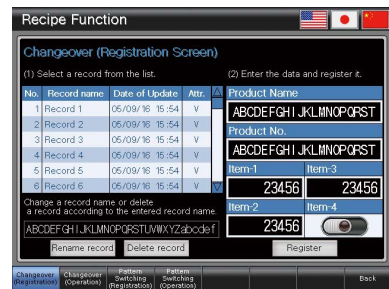 Recipe Function
Changeover (Registration Screen)
(1) Select a record from the list.
(2) Enter the data and register it.
No. Record name Date of Update Attr.
1 Record 1 05/09/16 15:54 V
2 Record 2 05/09/16 15:54 V
3 Record 3 05/09/16 15:54 V
4 Record 4 05/09/16 15:54 V
5 Record 5 05/09/16 15:54 V
6 Record 6 05/09/16 15:54 V
Change a record name or delete
a record according to the entered record name.
ABCDEFGHIJKLMNOPQRSTUVWXYZabcdef
Rename record Delete record
Product Name
ABCDEFGHIJKLMNOPQRST
Product No.
ABCDEFGHIJKLMNOPQRST
Item-1 Item-3
23456 23456
Item-2 Item-4
23456
Register
Changeover (Registration)
Changeover (Operation)
Pattern Switching (Registration)
Pattern Switching (Operation)
Back